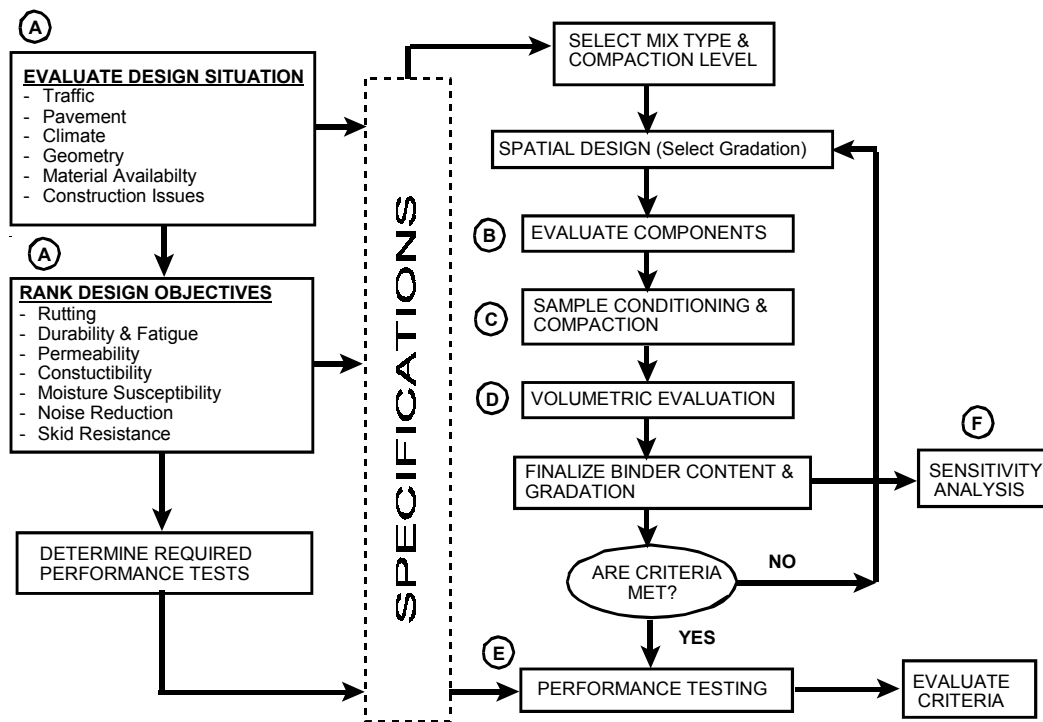 A
EVALUATE DESIGN SITUATION
- Traffic
- Pavement
- Climate
- Geometry
- Material Availabilty
- Construction Issues
A
RANK DESIGN OBJECTIVES
- Rutting
- Durability & Fatigue
- Permeability
- Constuctibility
- Moisture Susceptibility
- Noise Reduction
- Skid Resistance
DETERMINE REQUIRED
PERFORMANCE TESTS
SPECIFICATIONS
SELECT MIX TYPE &
COMPACTION LEVEL
SPATIAL DESIGN (Select Gradation)
B
EVALUATE COMPONENTS
C
SAMPLE CONDITIONING &
COMPACTION
D
VOLUMETRIC EVALUATION
FINALIZE BINDER CONTENT &
GRADATION
F
SENSITIVITY
ANALYSIS
ARE CRITERIA
MET?
NO
YES
E
PERFORMANCE TESTING
EVALUATE
CRITERIA